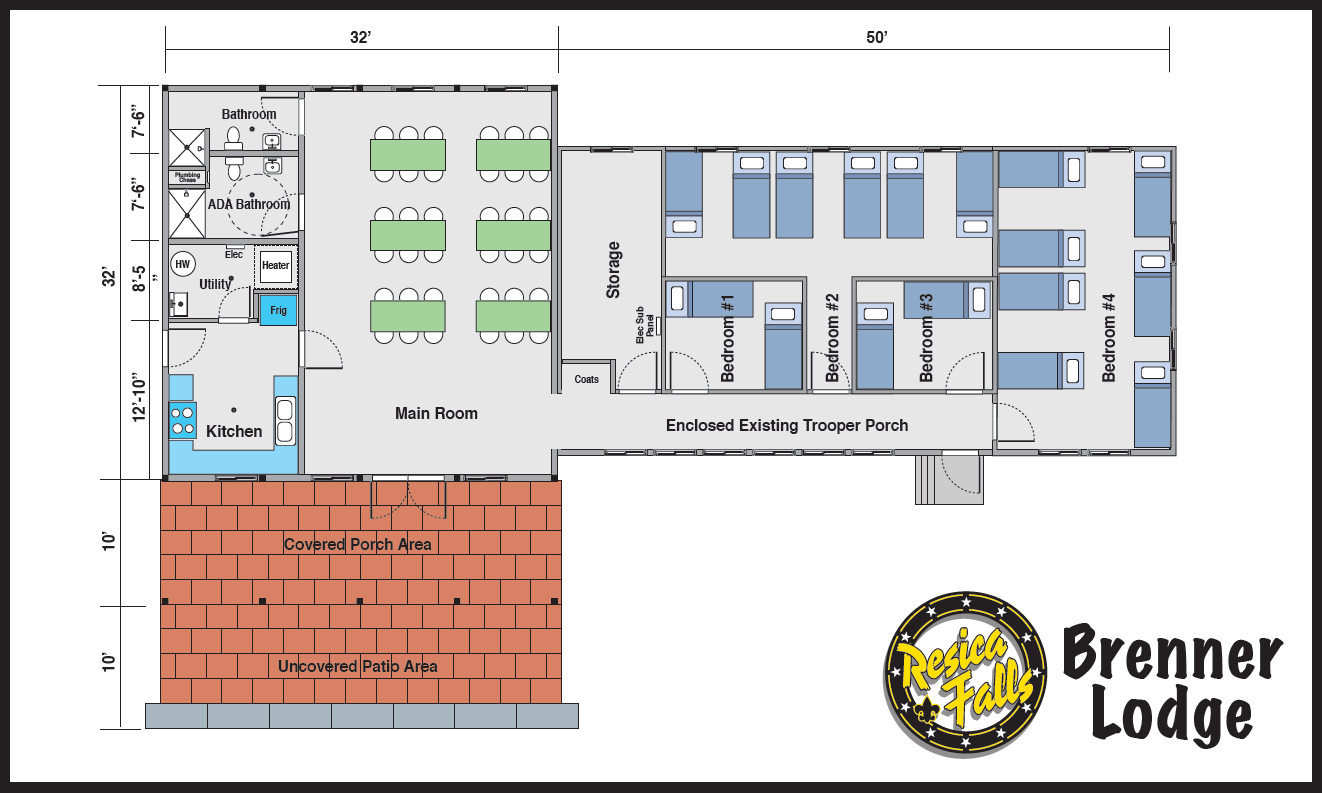 32’
50’
7‘-6”
7‘-6”
8’-5
”
12’-10”
32’
10’
10’
Bathroom
Plumbing
Chase
ADA Bathroom
Elec
HW
Heater
Utility
Frig
Kitchen
Main Room
Storage
Elec Sub
Panel
Coats
Bedroom #1
Bedroom #2
Bedroom #3
Bedroom #4
Enclosed Existing Trooper Porch
Covered Porch Area
Uncovered Patio Area
Resica
Falls
Brenner
Lodge